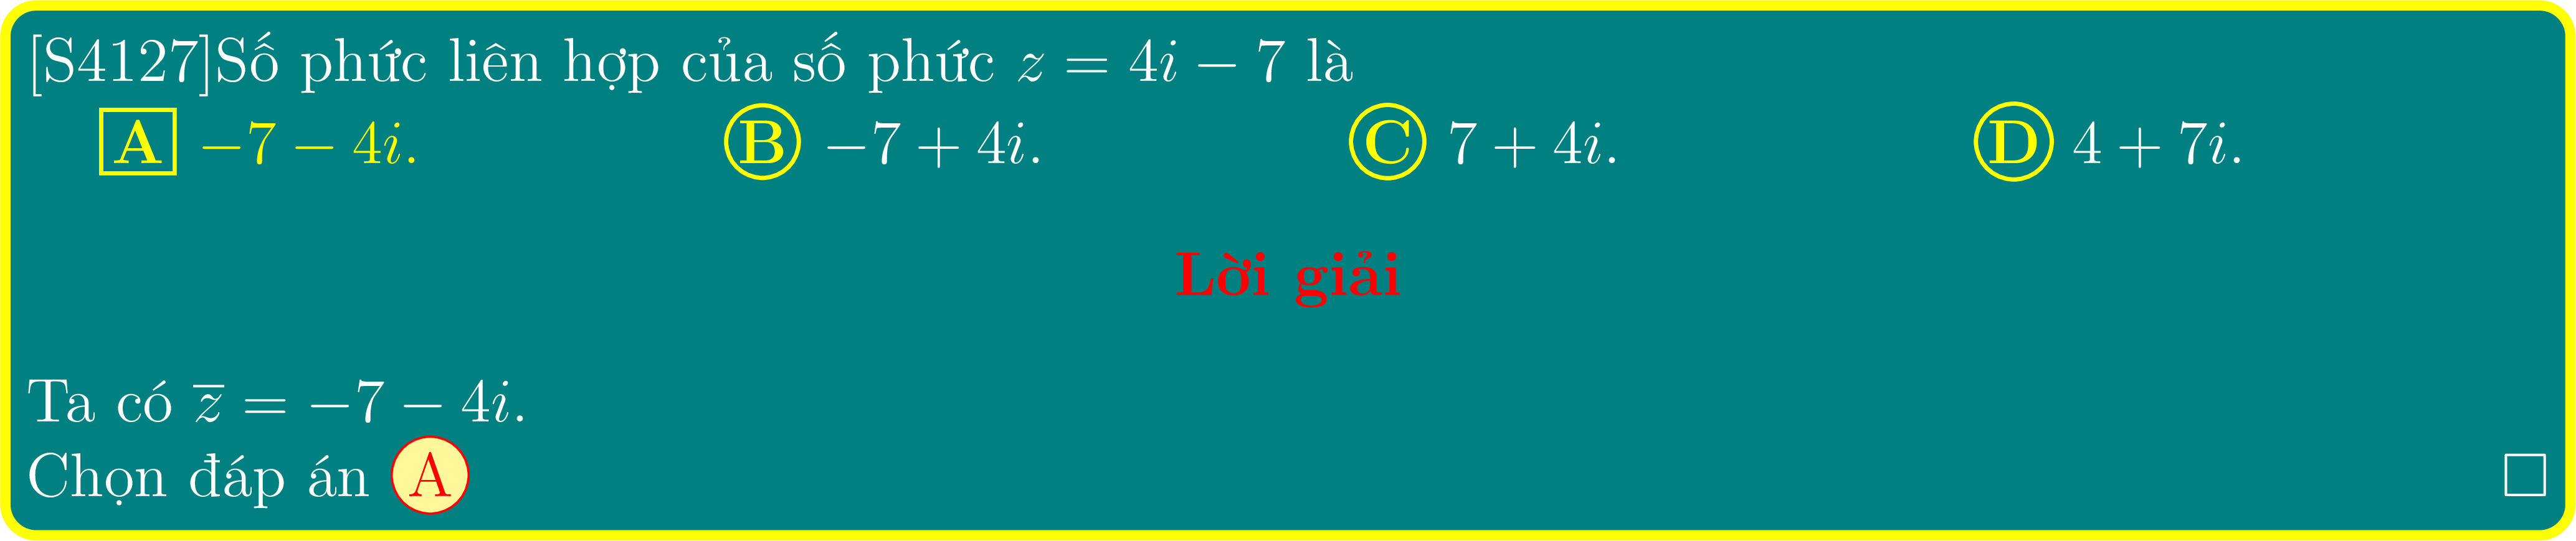 [S4127]Số phức liên hợp của số phức z = 4i − 7 là
A −7 − 4i. B −7 + 4i. C 7 + 4i. D 4 + 7i.
Lời giải
Ta có z̅ = −7 − 4i.
Chọn đáp án A □